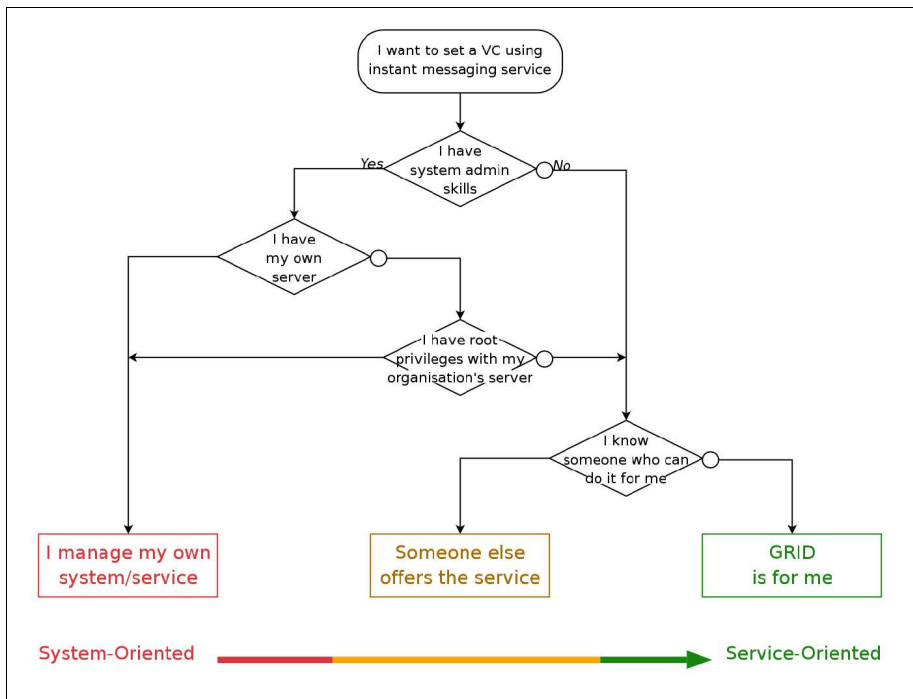 I want to set a VC using
instant messaging service
I have
system admin
skills
Yes
No
I have
my own
server
I have root
privileges with my
organisation's server
I know
someone who can
do it for me
I manage my own
system/service
Someone else
offers the service
GRID
is for me
System-Oriented
Service-Oriented